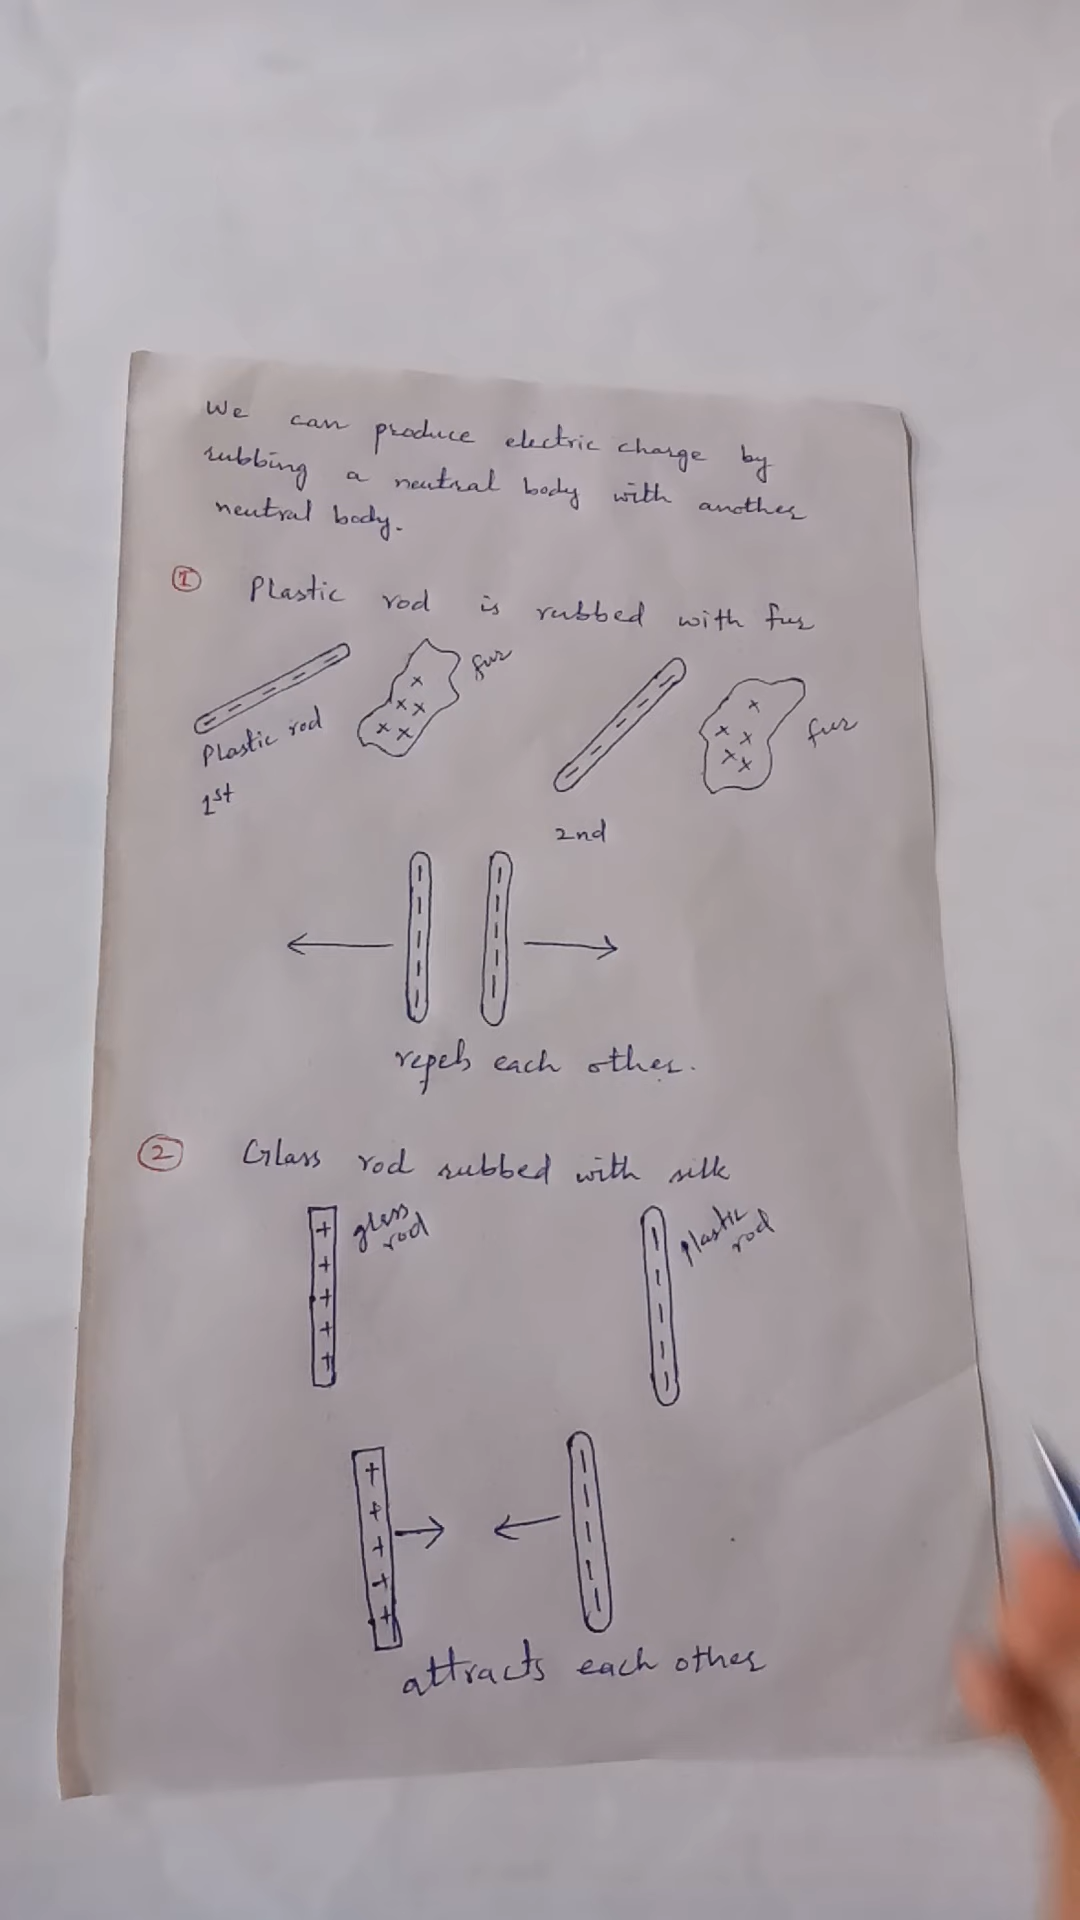 We can produce electric charge by
rubbing a neutral body with another
neutral body.
① Plastic rod is rubbed with fur
fur
Plastic rod
1st
fur
2nd
repels each other.
② Glass rod rubbed with silk
+ glass
+ rod
+
+
+
plastic
rod
+
+
+
+
+
attracts each other